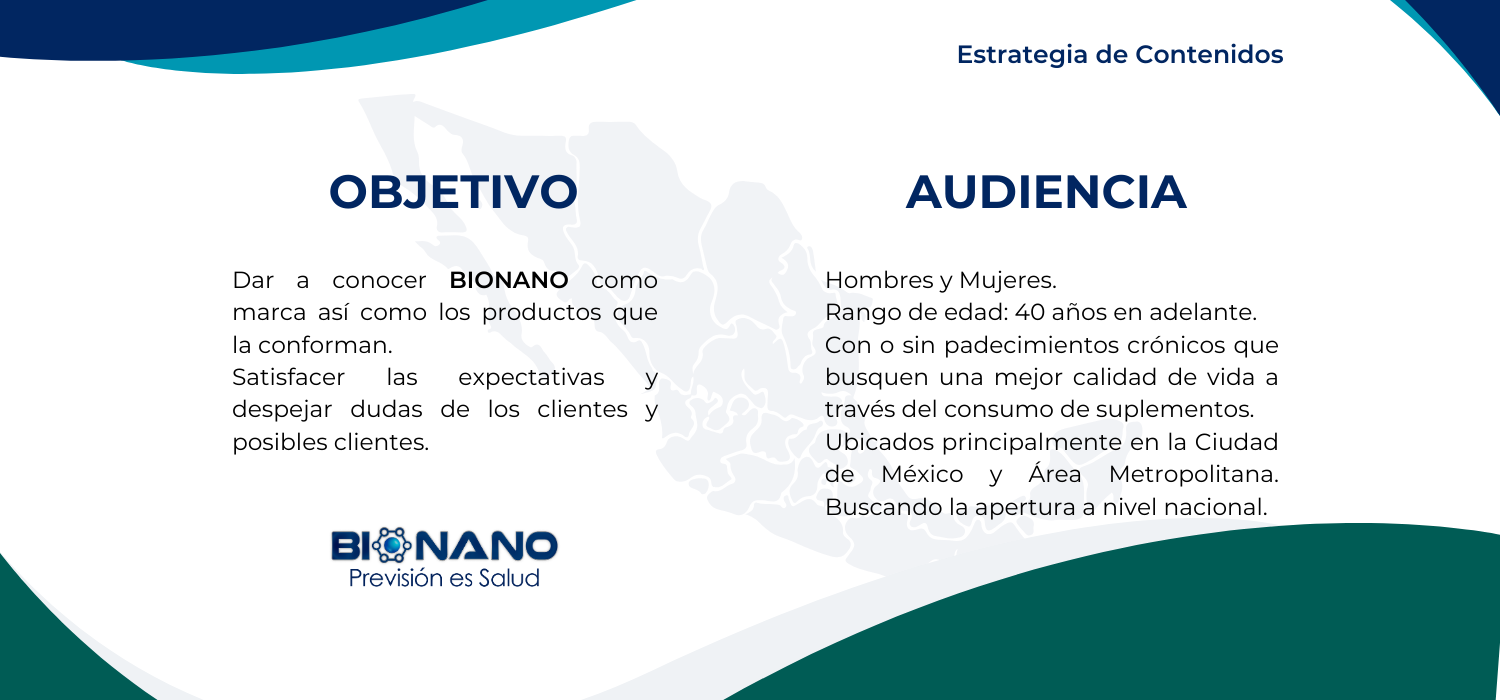 Estrategia de Contenidos
OBJETIVO
Dar a conocer BIONANO como
marca así como los productos que
la conforman.
Satisfacer las expectativas y
despejar dudas de los clientes y
posibles clientes.
BIONANO
Previsión es Salud
AUDIENCIA
Hombres y Mujeres.
Rango de edad: 40 años en adelante.
Con o sin padecimientos crónicos que
busquen una mejor calidad de vida a
través del consumo de suplementos.
Ubicados principalmente en la Ciudad
de México y Área Metropolitana.
Buscando la apertura a nivel nacional.